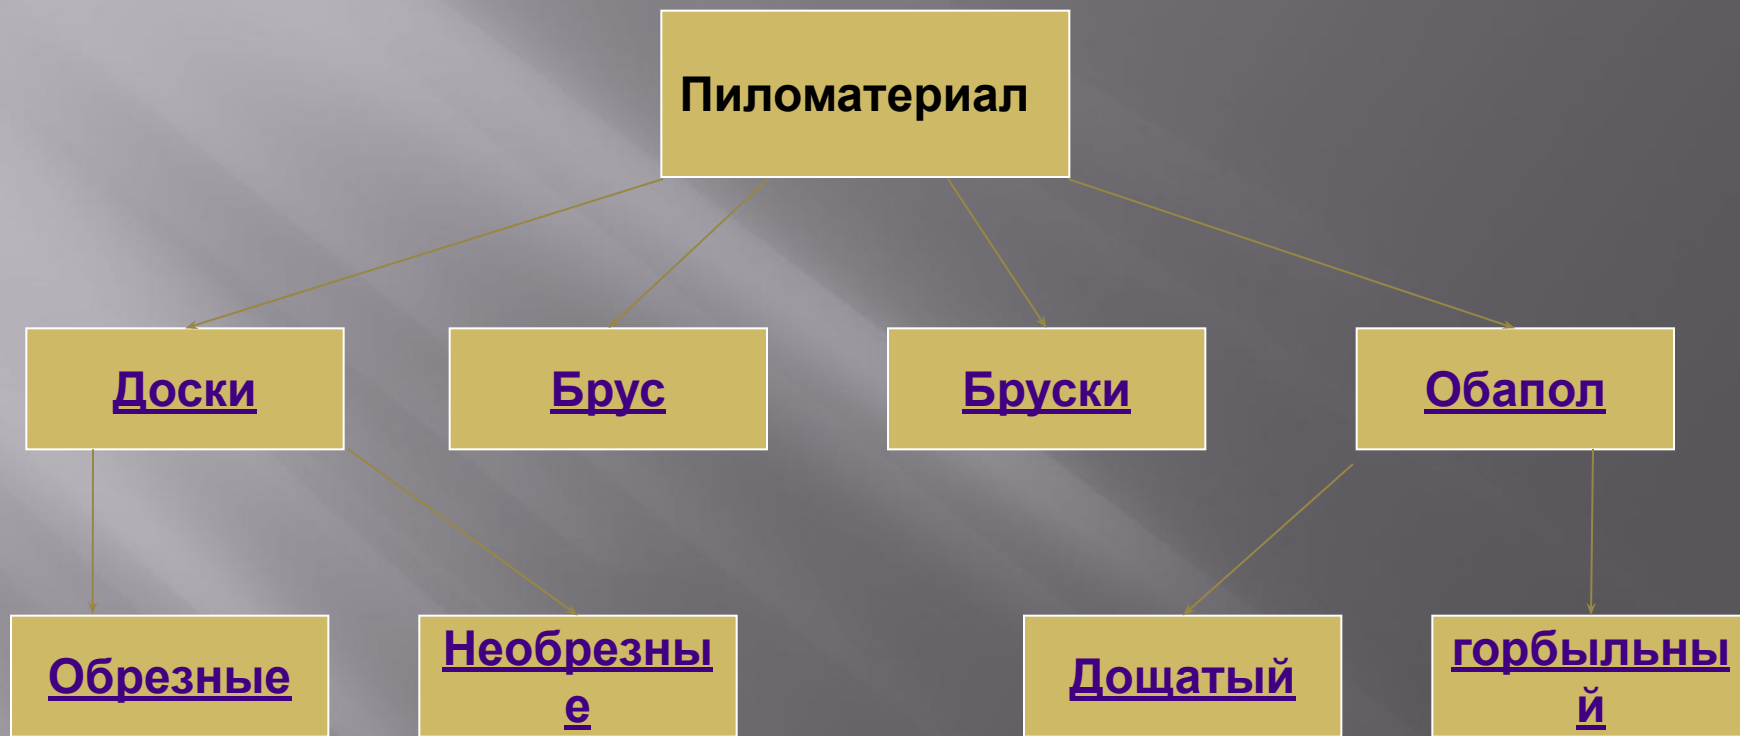 Пиломатериал
Доски
Брус
Бруски
Обапол
Обрезные
Необрезны
е
Дощатый
горбыльны
й